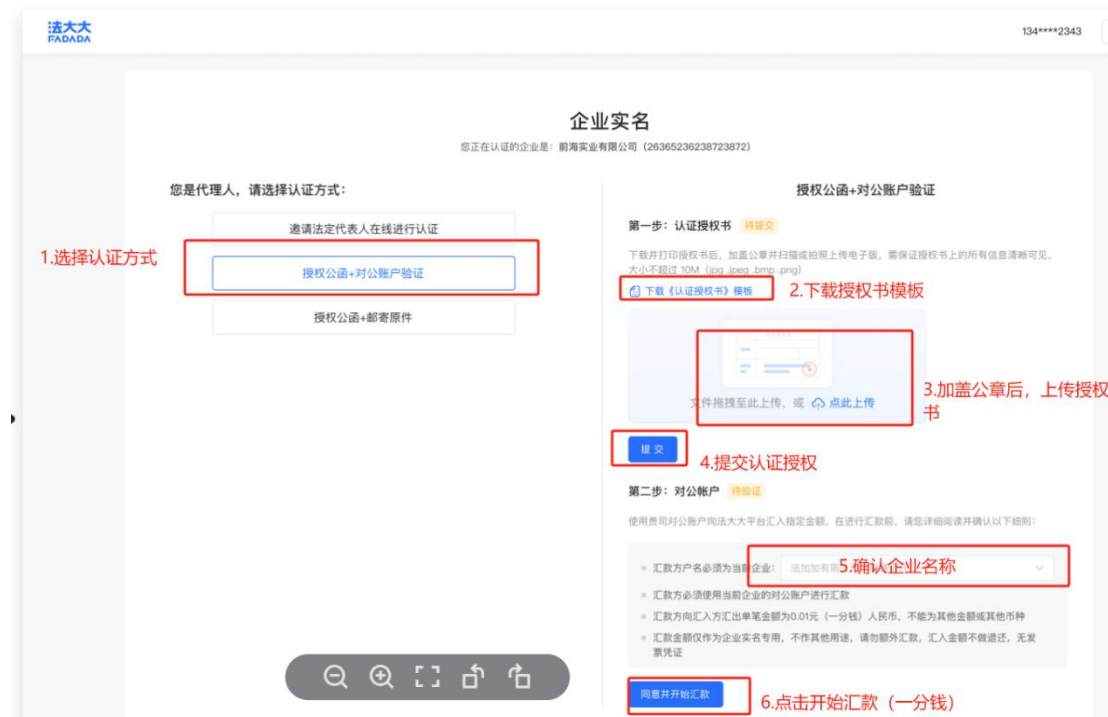 法大大
FADADA
134****2343
企业实名
您正在认证的企业是：前海实业有限公司（263652362387238​72）
您是代理人，请选择认证方式：
邀请法定代表人在线进行认证
1.选择认证方式
授权公函+对公账户验证
授权公函+邮寄原件
授权公函+对公账户验证
第一步：认证授权书 待提交
下载并打印授权书后，加盖公章并扫描或拍照上传电子版，需保证授权书上的所有信息清晰可见，
大小不超过 10M（jpg .jpeg .bmp .png）
下载《认证授权书》模板
2.下载授权书模板
文件拖拽至此上传，或 点此上传
3.加盖公章后，上传授权
书
提 交
4.提交认证授权
第二步：对公帐户 待验证
使用贵司对公账户向法大大平台汇入指定金额，在进行汇款前，请您详细阅读并确认以下细则：
汇款方户名必须为当前企业： 法加加有限
5.确认企业名称
汇款方必须使用当前企业的对公账户进行汇款
汇款方向汇入方汇出单笔金额为0.01元（一分钱）人民币，不能为其他金额或其他币种
汇款金额仅作为企业实名专用，不作其他用途，请勿额外汇款，汇入金额不做退还，无发
票凭证
同意并开始汇款
6.点击开始汇款（一分钱）